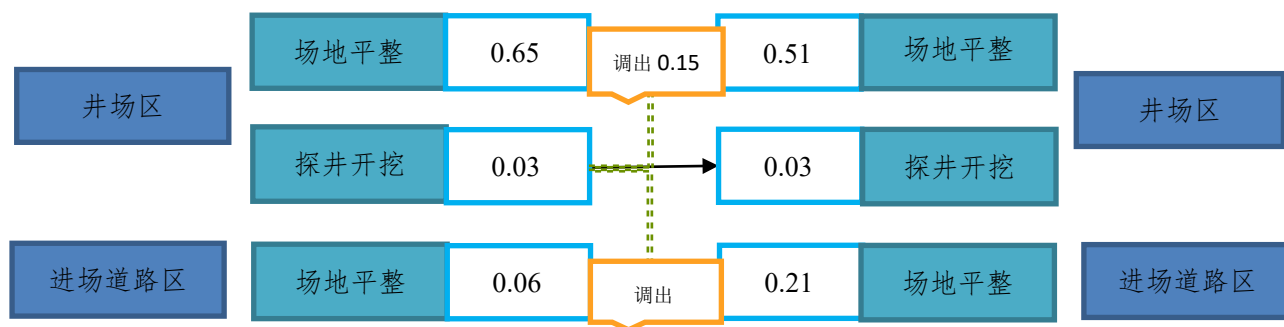 场地平整 0.65 调出 0.15 0.51 场地平整
井场区 井场区
探井开挖 0.03 0.03 探井开挖
进场道路区 场地平整 0.06 调出 0.21 场地平整 进场道路区